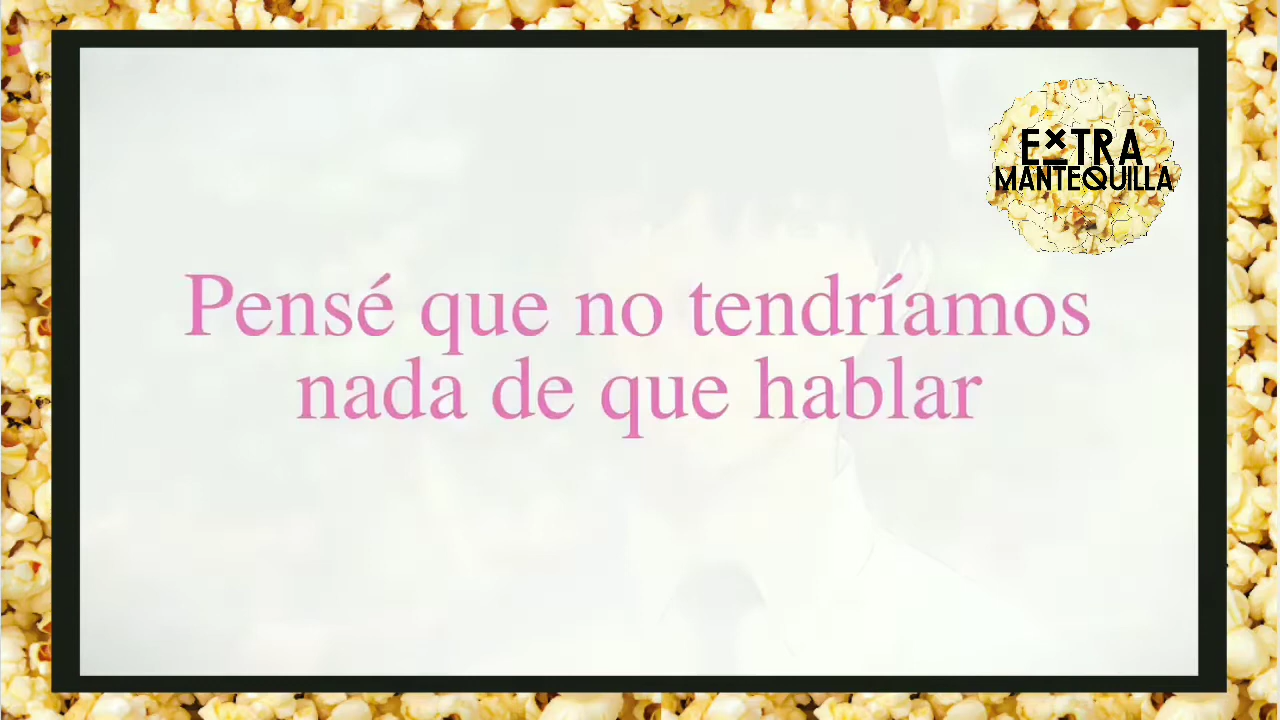 EXTRA
MANTEQUILLA
Pensé que no tendríamos
nada de que hablar